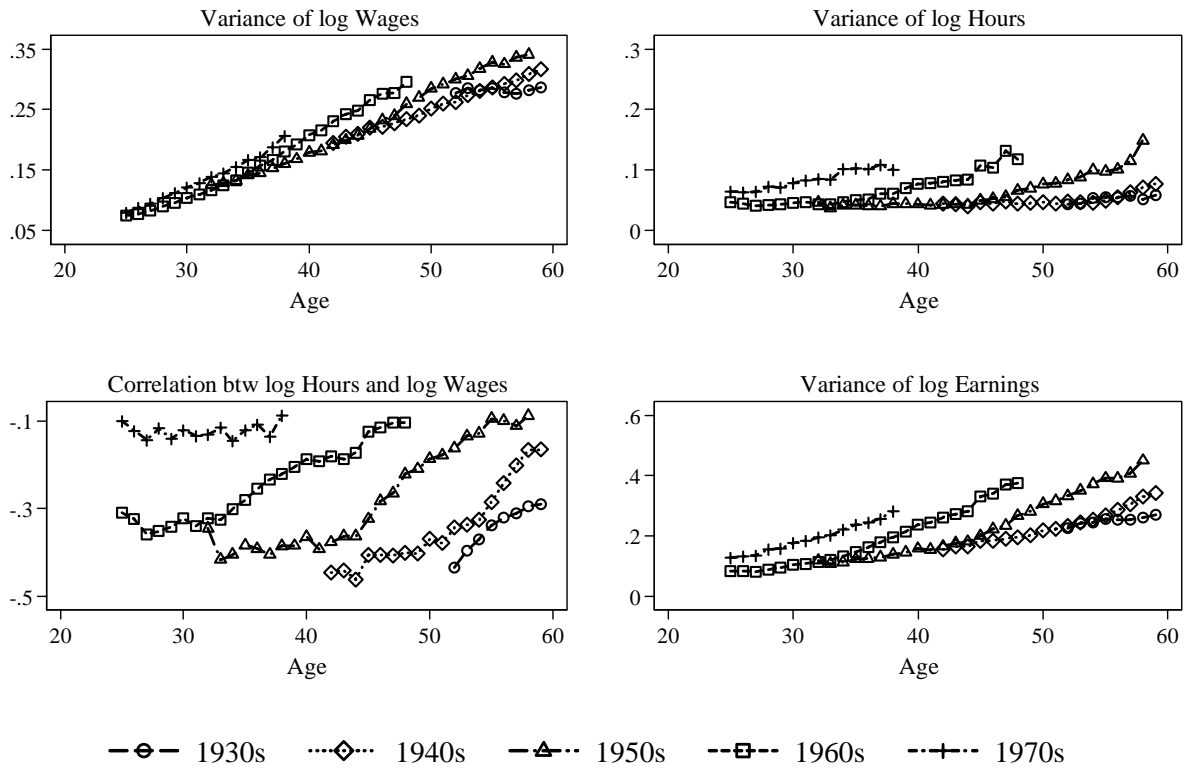 Variance of log Wages
.35
.25
.15
.05
20 30 40 50 60
Age
Variance of log Hours
.3
.2
.1
0
20 30 40 50 60
Age
Correlation btw log Hours and log Wages
-.1
-.3
-.5
20 30 40 50 60
Age
Variance of log Earnings
.6
.4
.2
0
20 30 40 50 60
Age
1930s 1940s 1950s 1960s 1970s